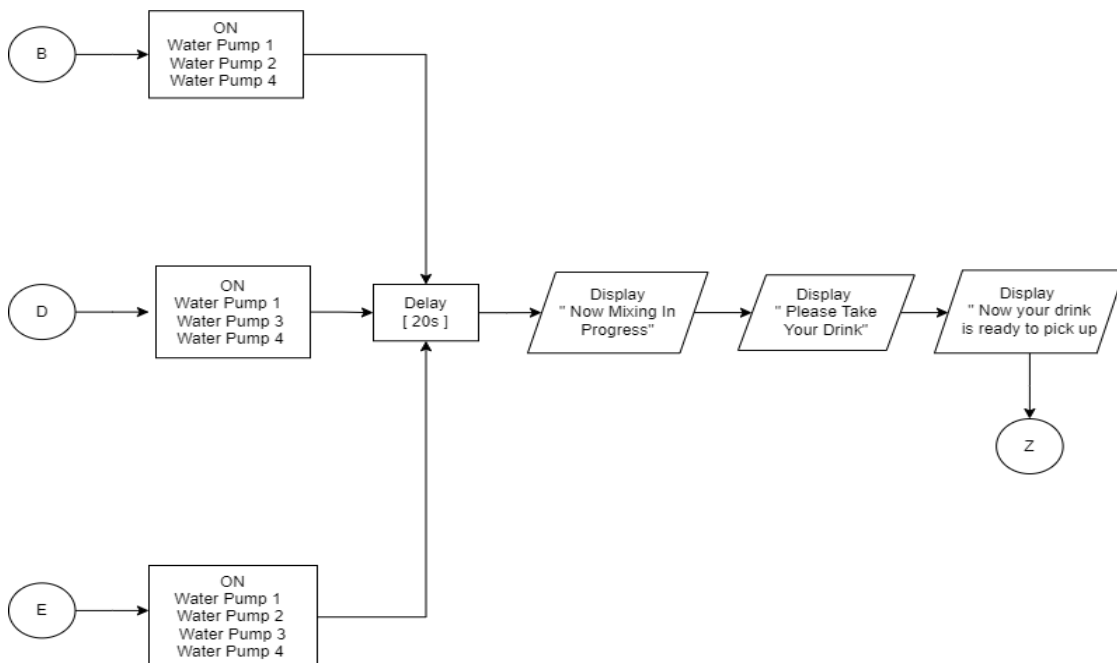 B
ON
Water Pump 1
Water Pump 2
Water Pump 4
D
ON
Water Pump 1
Water Pump 3
Water Pump 4
Delay
[ 20s ]
Display
" Now Mixing In
Progress"
Display
" Please Take
Your Drink"
Display
" Now your drink
is ready to pick up
Z
E
ON
Water Pump 1
Water Pump 2
Water Pump 3
Water Pump 4